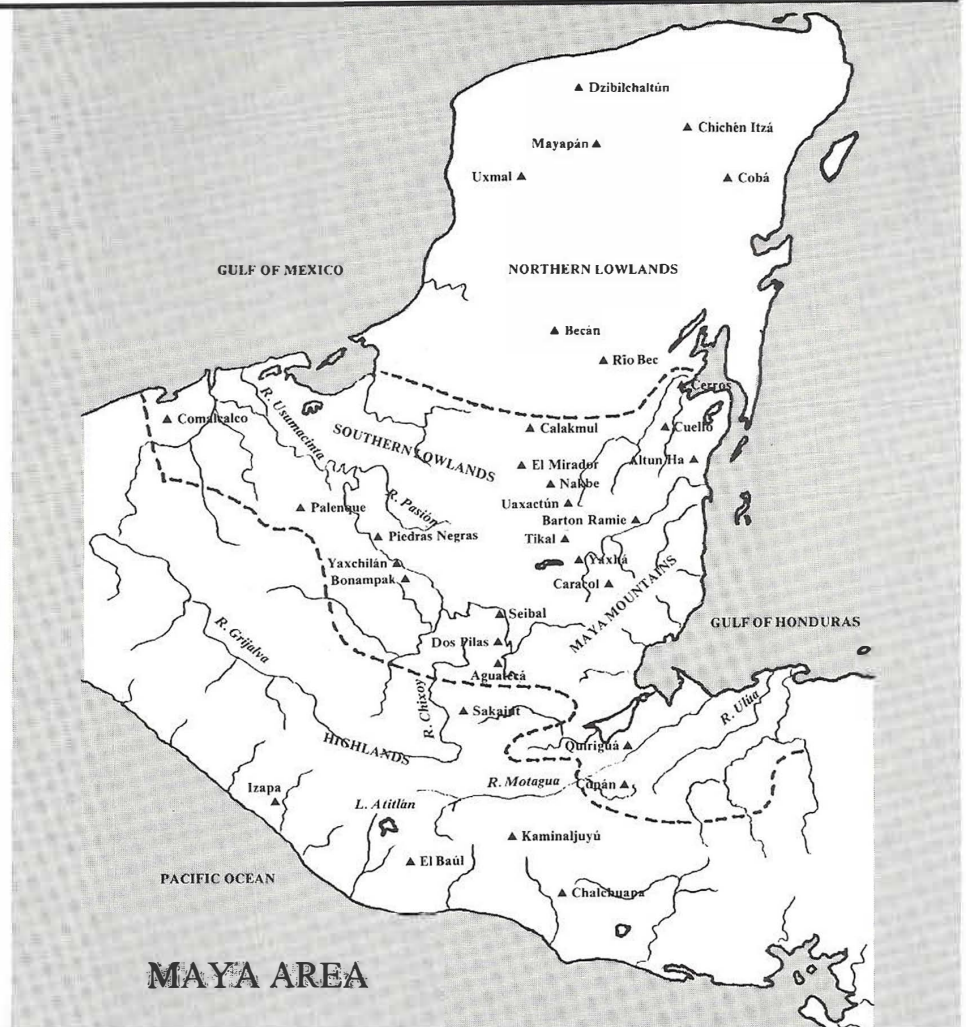 Dzibilchaltún
Chichén Itzá
Mayapán
Uxmal
Cobá
GULF OF MEXICO
NORTHERN LOWLANDS
Becán
Río Bec
Cerros
R. Usumacinta
Comalcalco
SOUTHERN LOWLANDS
Calakmul
Cuello
El Mirador
Altun Ha
Nakbe
R. Pasión
Uaxactún
Palenque
Barton Ramie
Piedras Negras
Tikal
Yaxchilán
Yaxhá
Bonampak
Caracol
MAYA MOUNTAINS
Seibal
GULF OF HONDURAS
R. Grijalva
Dos Pilas
Aguatecá
R. Chixoy
Sakajut
R. Ulúa
HIGHLANDS
Quiriguá
R. Motagua
Copán
Izapa
L. Atitlán
Kaminaljuyú
El Baúl
PACIFIC OCEAN
Chalchuapa
MAYA AREA